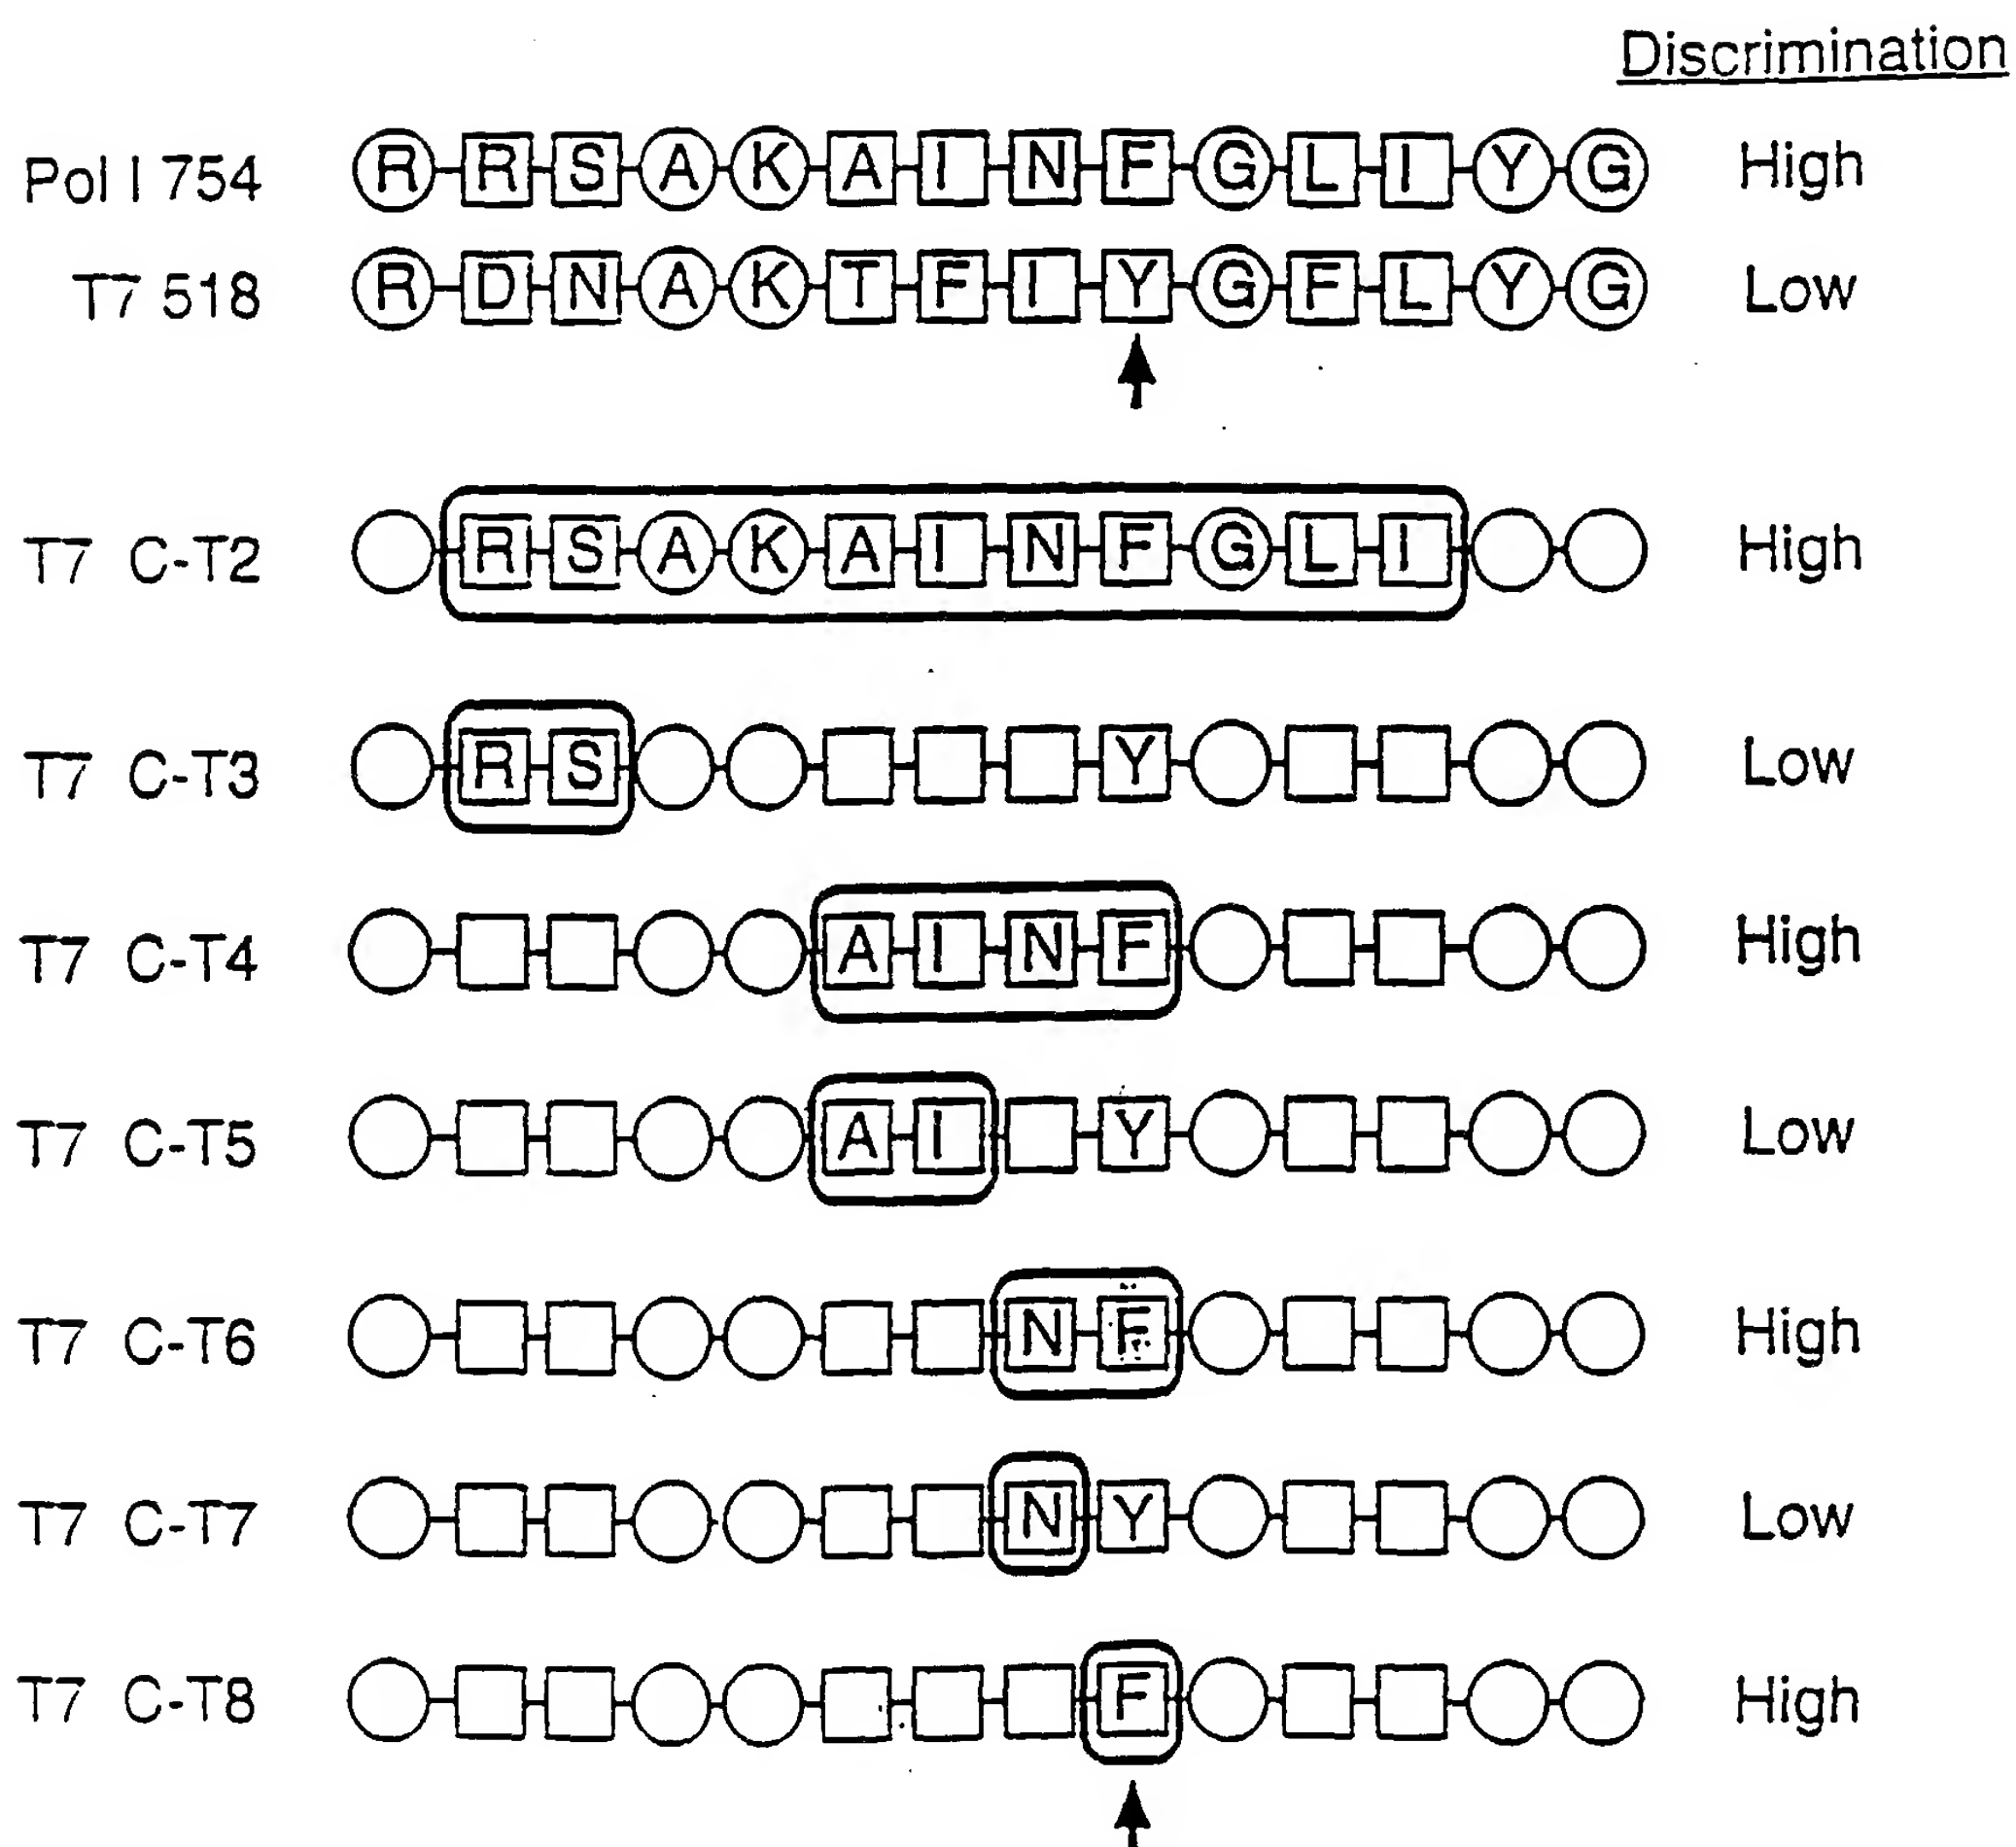 Discrimination
Pol I 754 R R S A K A I N F G L I Y G High
T7 518 R D N A K T F I Y G F L Y G Low
T7 C-T2 R S A K A I N F G L I High
T7 C-T3 R S Y Low
T7 C-T4 A I N F High
T7 C-T5 A I Y Low
T7 C-T6 N F High
T7 C-T7 N Y Low
T7 C-T8 F High